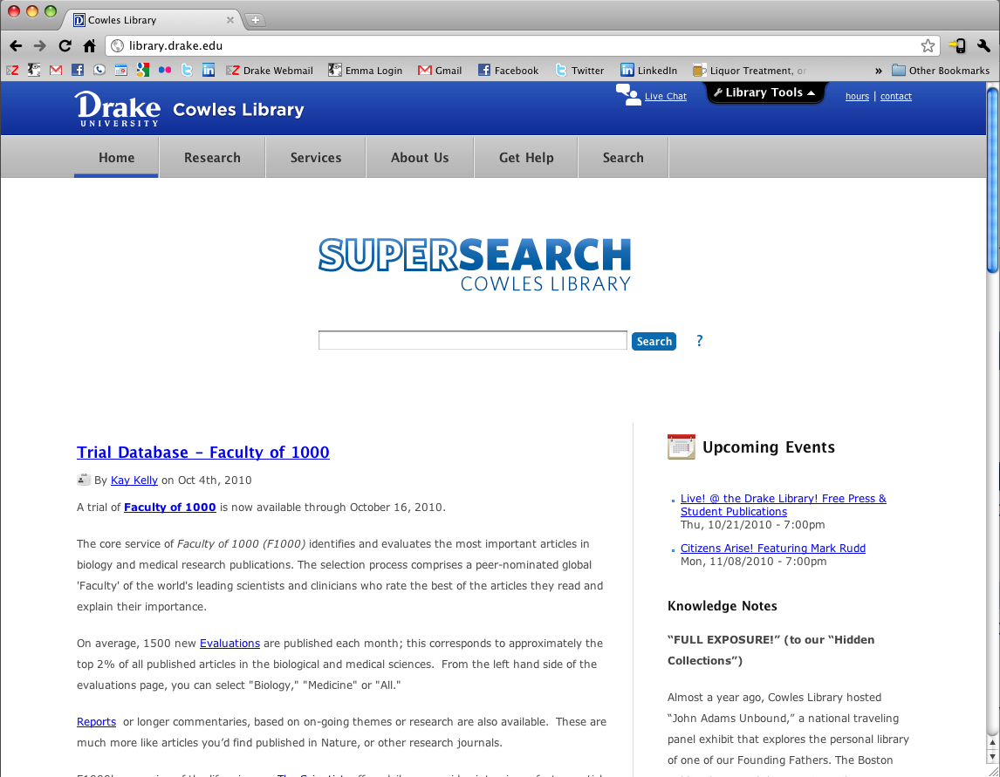 Cowles Library
library.drake.edu
Drake Webmail Emma Login Gmail Facebook Twitter LinkedIn Liquor Treatment, or » Other Bookmarks
Drake UNIVERSITY Cowles Library Live Chat Library Tools hours | contact
Home Research Services About Us Get Help Search
SUPERSEARCH
COWLES LIBRARY
Search ?
Trial Database – Faculty of 1000
By Kay Kelly on Oct 4th, 2010
A trial of Faculty of 1000 is now available through October 16, 2010.
The core service of Faculty of 1000 (F1000) identifies and evaluates the most important articles in
biology and medical research publications. The selection process comprises a peer-nominated global
'Faculty' of the world's leading scientists and clinicians who rate the best of the articles they read and
explain their importance.
On average, 1500 new Evaluations are published each month; this corresponds to approximately the
top 2% of all published articles in the biological and medical sciences. From the left hand side of the
evaluations page, you can select "Biology," "Medicine" or "All."
Reports or longer commentaries, based on on-going themes or research are also available. These are
much more like articles you’d find published in Nature, or other research journals.
Upcoming Events
Live! @ the Drake Library! Free Press &
Student Publications
Thu, 10/21/2010 - 7:00pm
Citizens Arise! Featuring Mark Rudd
Mon, 11/08/2010 - 7:00pm
Knowledge Notes
“FULL EXPOSURE!” (to our “Hidden
Collections”)
Almost a year ago, Cowles Library hosted
“John Adams Unbound,” a national traveling
panel exhibit that explores the personal library
of one of our Founding Fathers. The Boston